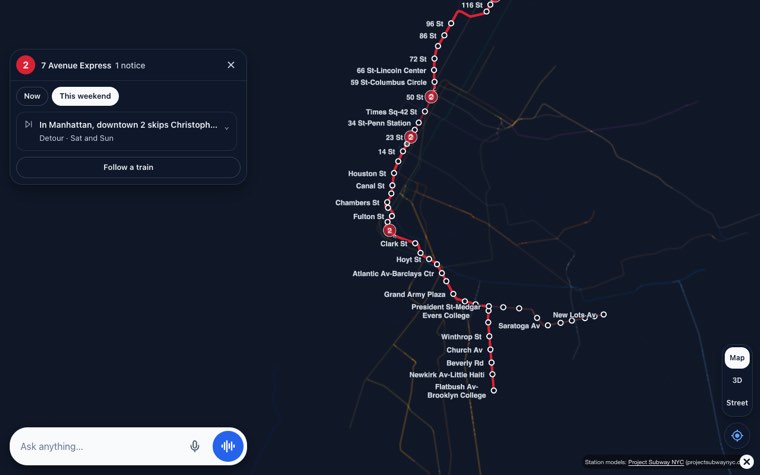 2 7 Avenue Express 1 notice
Now This weekend
In Manhattan, downtown 2 skips Christoph...
Detour · Sat and Sun
Follow a train
116 St
96 St
86 St
72 St
66 St-Lincoln Center
59 St-Columbus Circle
50 St
2
Times Sq-42 St
34 St-Penn Station
23 St
2
14 St
Houston St
Canal St
Chambers St
Fulton St
2
Clark St
Hoyt St
Atlantic Av-Barclays Ctr
Grand Army Plaza
President St-Medgar
Evers College
New Lots Av
Saratoga Av
Winthrop St
Church Av
Beverly Rd
Newkirk Av-Little Haiti
Flatbush Av-
Brooklyn College
Map
3D
Street
Ask anything...
Station models: Project Subway NYC (projectsubwaynyc.c